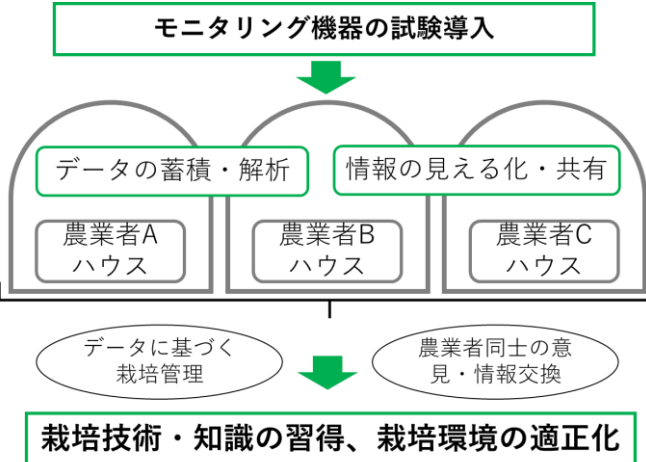 モニタリング機器の試験導入
データの蓄積・解析
情報の見える化・共有
農業者A
ハウス
農業者B
ハウス
農業者C
ハウス
データに基づく
栽培管理
農業者同士の意
見・情報交換
栽培技術・知識の習得、栽培環境の適正化